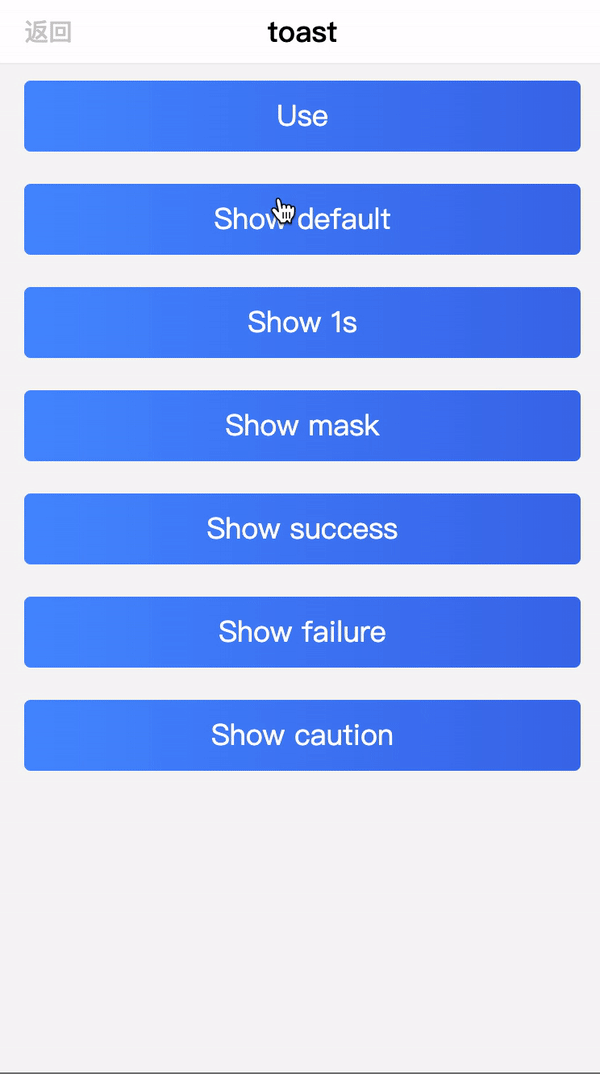 返回 toast
Use
Show default
Show 1s
Show mask
Show success
Show failure
Show caution